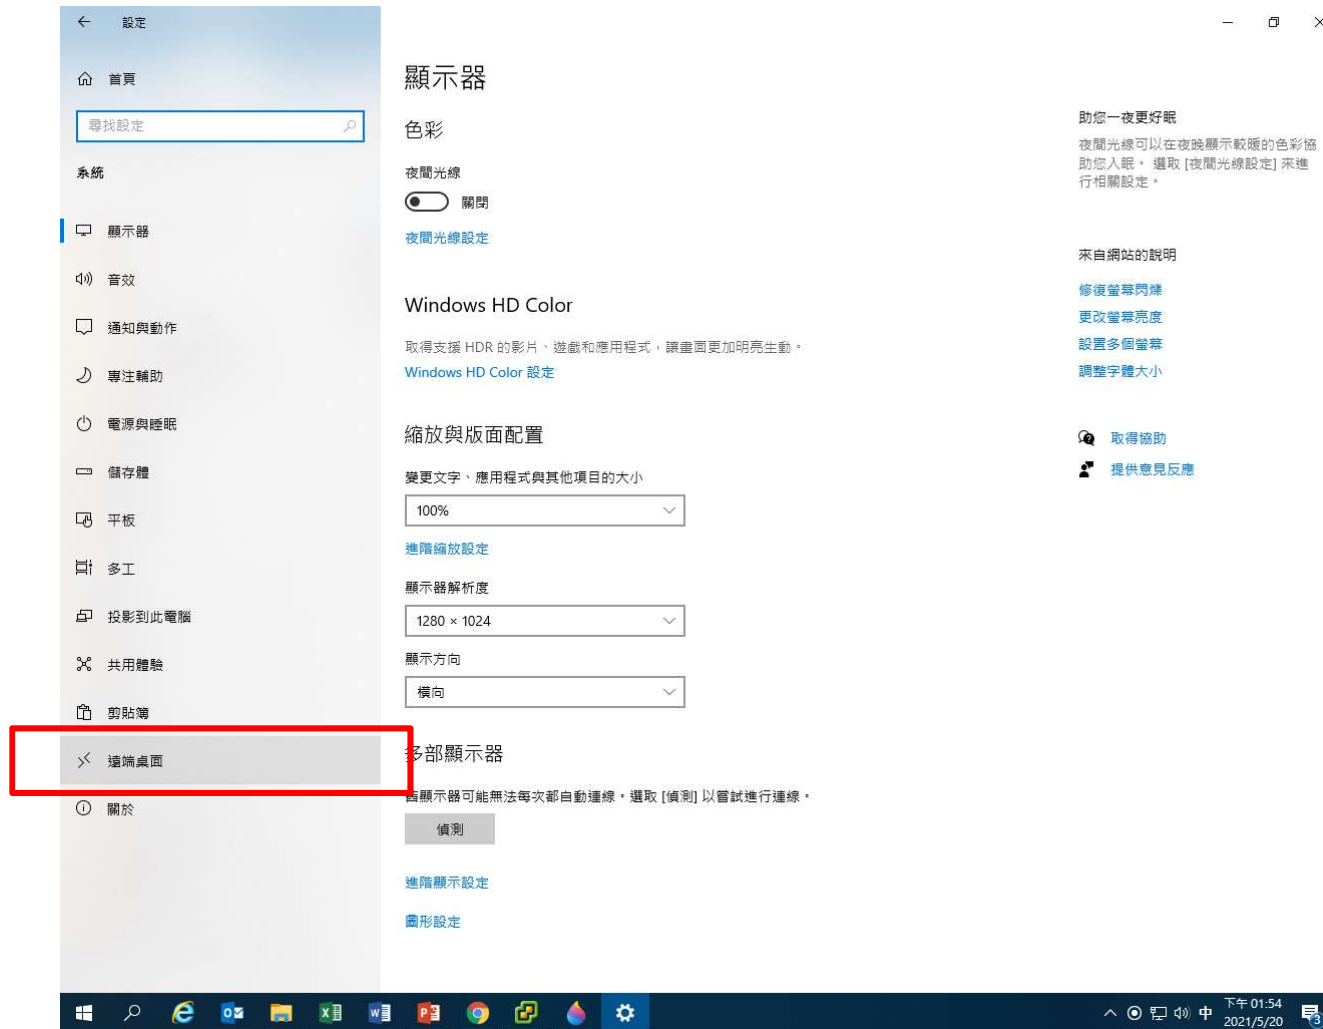 設定
首頁
尋找設定
系統
顯示器
音效
通知與動作
專注輔助
電源與睡眠
儲存體
平板
多工
投影到此電腦
共用體驗
剪貼簿
遠端桌面
關於
顯示器
色彩
夜間光線
關閉
夜間光線設定
Windows HD Color
取得支援 HDR 的影片、遊戲和應用程式，讓畫面更加明亮生動。
Windows HD Color 設定
縮放與版面配置
變更文字、應用程式與其他項目的大小
100%
進階縮放設定
顯示器解析度
1280 × 1024
顯示方向
橫向
多部顯示器
舊顯示器可能無法每次都自動連線。選取 [偵測] 以嘗試進行連線。
偵測
進階顯示設定
圖形設定
助您一夜更好眠
夜間光線可以在夜晚顯示較暖的色彩協
助您入眠。 選取 [夜間光線設定] 來進
行相關設定。
來自網站的說明
修復螢幕閃爍
更改螢幕亮度
設置多個螢幕
調整字體大小
取得協助
提供意見反應
中
下午 01:54
2021/5/20
3